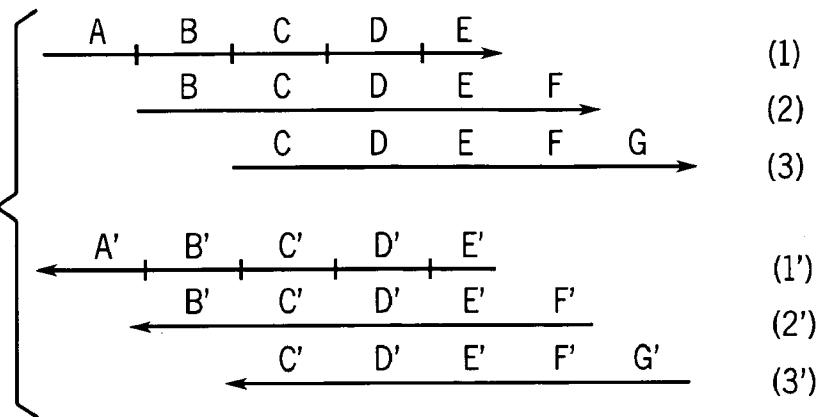 A B C D E (1)
B C D E F (2)
C D E F G (3)
A' B' C' D' E' (1')
B' C' D' E' F' (2')
C' D' E' F' G' (3')